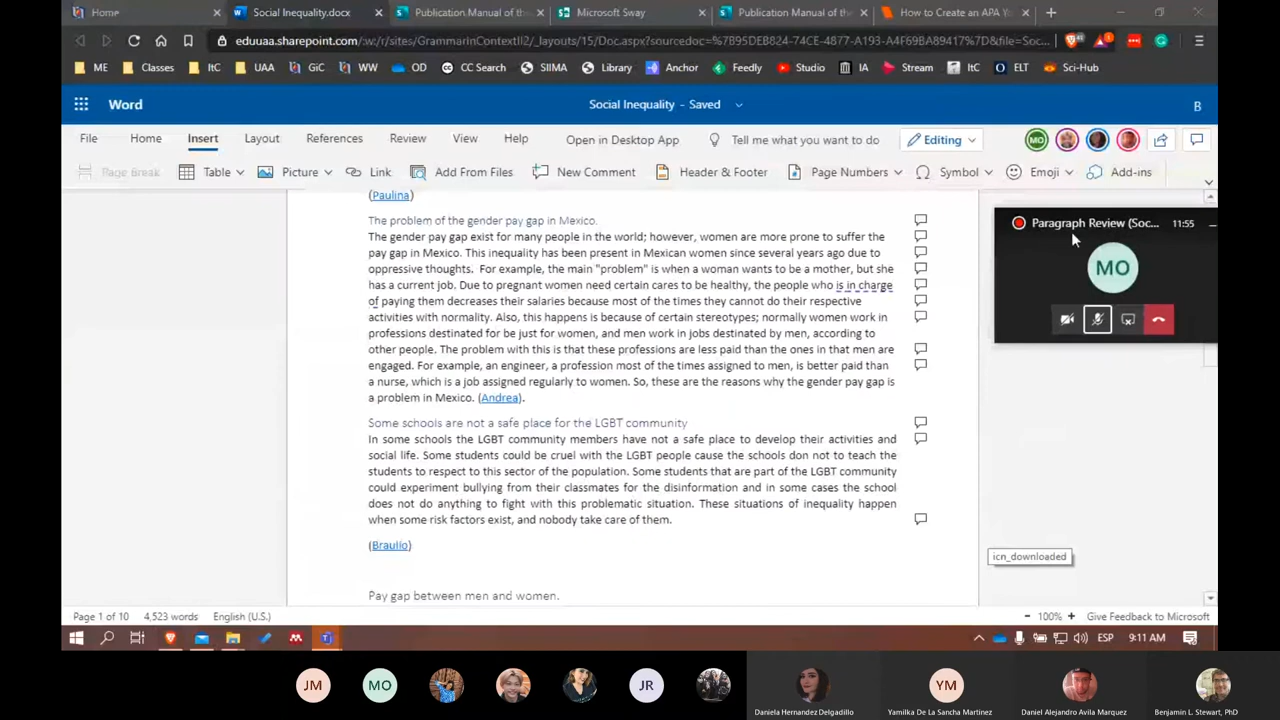 Home
Social Inequality.docx
Publication Manual of the
Microsoft Sway
Publication Manual of the
How to Create an APA
eduuaa.sharepoint.com/:w:/r/sites/GrammarinContextII2/_layouts/15/Doc.aspx?sourcedoc=%7B95DEB824-74CE-4877-A193-A4F69BA89417%7D&file=Soc...
ME Classes ItC UAA GiC WW OD CC Search SIIMA Library Anchor Feedly Studio IA Stream ItC ELT Sci-Hub
Word
Social Inequality - Saved
B
File Home Insert Layout References Review View Help Open in Desktop App Tell me what you want to do Editing MO
Page Break Table Picture Link Add From Files New Comment Header & Footer Page Numbers Symbol Emoji Add-ins
(Paulina)
The problem of the gender pay gap in Mexico.
The gender pay gap exist for many people in the world; however, women are more prone to suffer the
pay gap in Mexico. This inequality has been present in Mexican women since several years ago due to
oppressive thoughts. For example, the main "problem" is when a woman wants to be a mother, but she
has a current job. Due to pregnant women need certain cares to be healthy, the people who is in charge
of paying them decreases their salaries because most of the times they cannot do their respective
activities with normality. Also, this happens is because of certain stereotypes; normally women work in
professions destinated for be just for women, and men work in jobs destinated by men, according to
other people. The problem with this is that these professions are less paid than the ones in that men are
engaged. For example, an engineer, a profession most of the times assigned to men, is better paid than
a nurse, which is a job assigned regularly to women. So, these are the reasons why the gender pay gap is
a problem in Mexico. (Andrea).
Some schools are not a safe place for the LGBT community
In some schools the LGBT community members have not a safe place to develop their activities and
social life. Some students could be cruel with the LGBT people cause the schools don not to teach the
students to respect to this sector of the population. Some students that are part of the LGBT community
could experiment bullying from their classmates for the disinformation and in some cases the school
does not do anything to fight with this problematic situation. These situations of inequality happen
when some risk factors exist, and nobody take care of them.
(Braulio)
Pay gap between men and women.
Paragraph Review (Soc... 11:55
MO
icn_downloaded
Page 1 of 10 4,523 words English (U.S.) 100% Give Feedback to Microsoft
ESP 9:11 AM
JM MO JR YM
Daniela Hernandez Delgadillo
Yamilka De La Sancha Martinez
Daniel Alejandro Avila Marquez
Benjamin L. Stewart, PhD